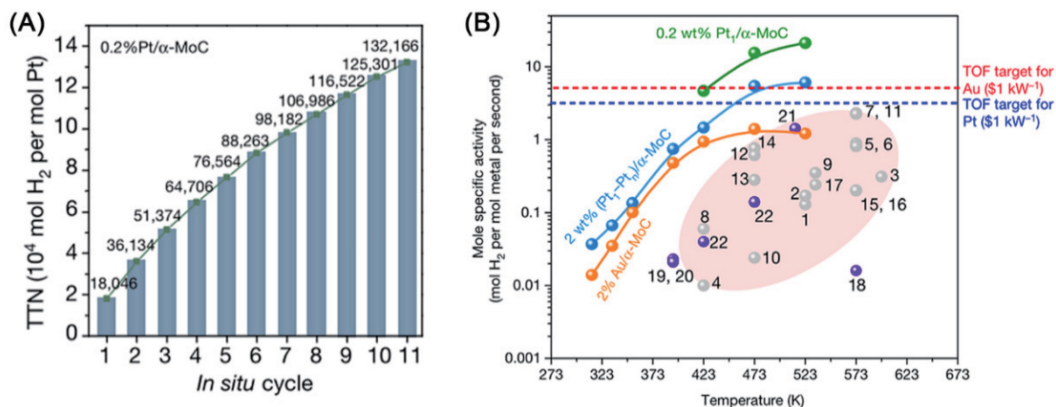 (A)
0.2%Pt/α-MoC
TTN (10⁴ mol H₂ per mol Pt)
14
12
10
8
6
4
2
0
18,046
36,134
51,374
64,706
76,564
88,263
98,182
106,986
116,522
125,301
132,166
1 2 3 4 5 6 7 8 9 10 11
In situ cycle
(B)
Mole specific activity
(mol H₂ per mol metal per second)
100
10
1
0.1
0.01
0.001
0.2 wt% Pt₁/α-MoC
2 wt% (Pt₁–Ptₙ)/α-MoC
2% Au/α-MoC
TOF target for
Au ($1 kW⁻¹)
TOF target for
Pt ($1 kW⁻¹)
21
7, 11
14
12
5, 6
13
9
3
2
17
22
1
15, 16
8
22
10
19, 20
4
18
273 323 373 423 473 523 573 623 673
Temperature (K)